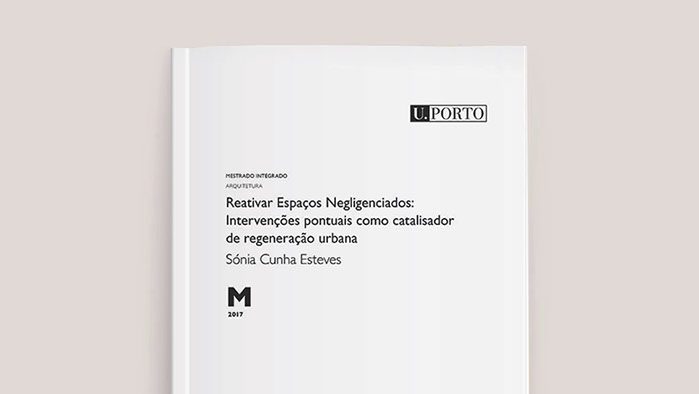 U.PORTO
MESTRADO INTEGRADO
ARQUITETURA
Reativar Espaços Negligenciados:
Intervenções pontuais como catalisador
de regeneração urbana
Sónia Cunha Esteves
M
2017